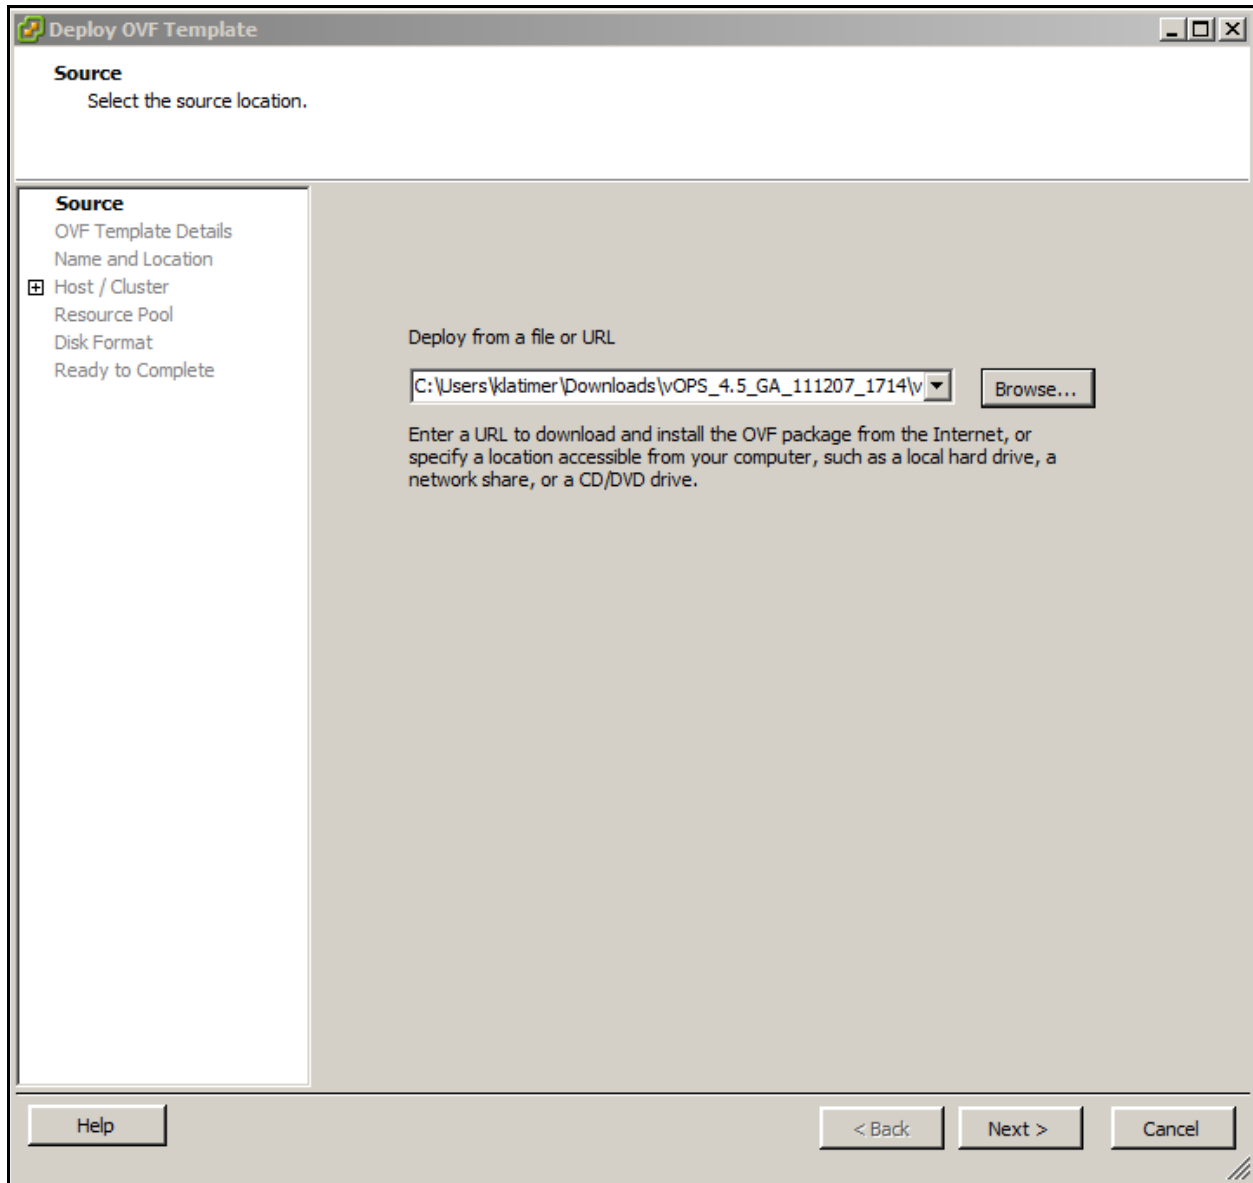 Deploy OVF Template
Source
Select the source location.
Source
OVF Template Details
Name and Location
Host / Cluster
Resource Pool
Disk Format
Ready to Complete
Deploy from a file or URL
C:\Users\klatimer\Downloads\vOPS_4.5_GA_111207_1714\v
Browse...
Enter a URL to download and install the OVF package from the Internet, or
specify a location accessible from your computer, such as a local hard drive, a
network share, or a CD/DVD drive.
Help
< Back
Next >
Cancel